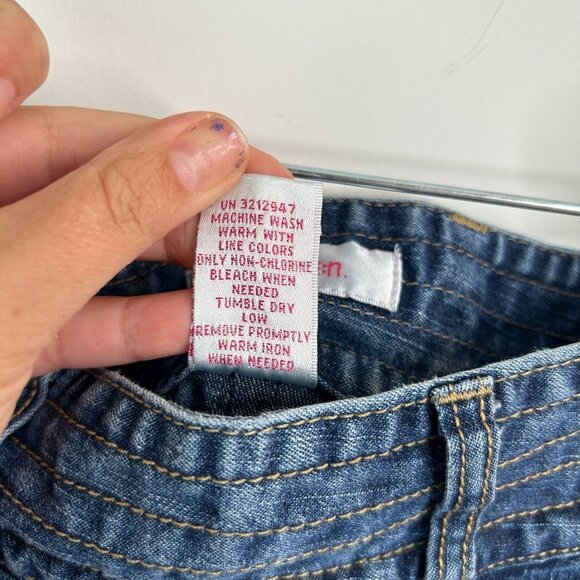 UN 3212947
MACHINE WASH
WARM WITH
LIKE COLORS
ONLY NON-CHLORINE
BLEACH WHEN
NEEDED
TUMBLE DRY
LOW
REMOVE PROMPTLY
WARM IRON
WHEN NEEDED